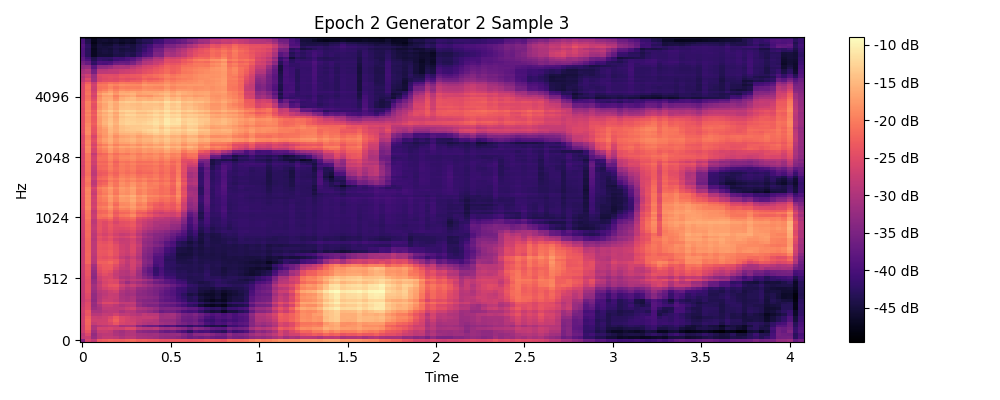 Epoch 2 Generator 2 Sample 3
Hz
4096
2048
1024
512
0
0 0.5 1 1.5 2 2.5 3 3.5 4
Time
-10 dB
-15 dB
-20 dB
-25 dB
-30 dB
-35 dB
-40 dB
-45 dB